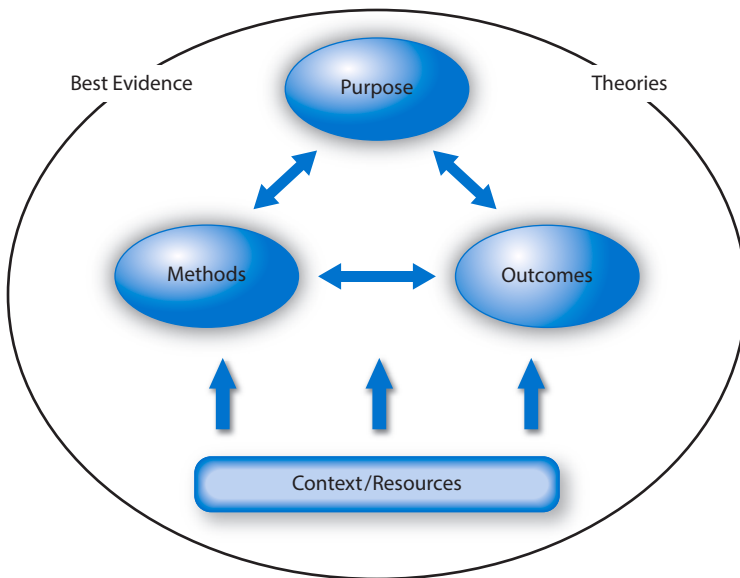 Best Evidence
Purpose
Theories
Methods
Outcomes
Context/Resources